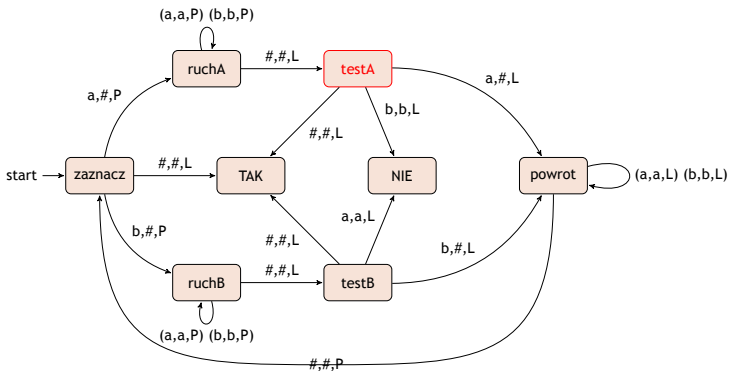 (a,a,P) (b,b,P)
ruchA
#,#,L
testA
a,#,L
a,#,P
b,b,L
#,#,L
start
zaznacz
#,#,L
TAK
NIE
powrot
(a,a,L) (b,b,L)
a,a,L
b,#,P
#,#,L
b,#,L
ruchB
#,#,L
testB
(a,a,P) (b,b,P)
#,#,P